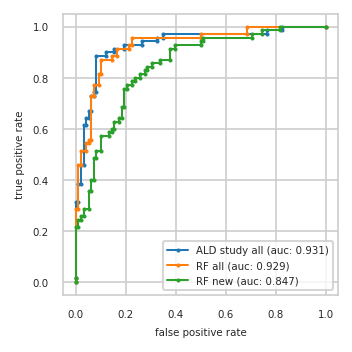 1.0
0.8
0.6
0.4
0.2
0.0
true positive rate
ALD study all (auc: 0.931)
RF all (auc: 0.929)
RF new (auc: 0.847)
0.0 0.2 0.4 0.6 0.8 1.0
false positive rate